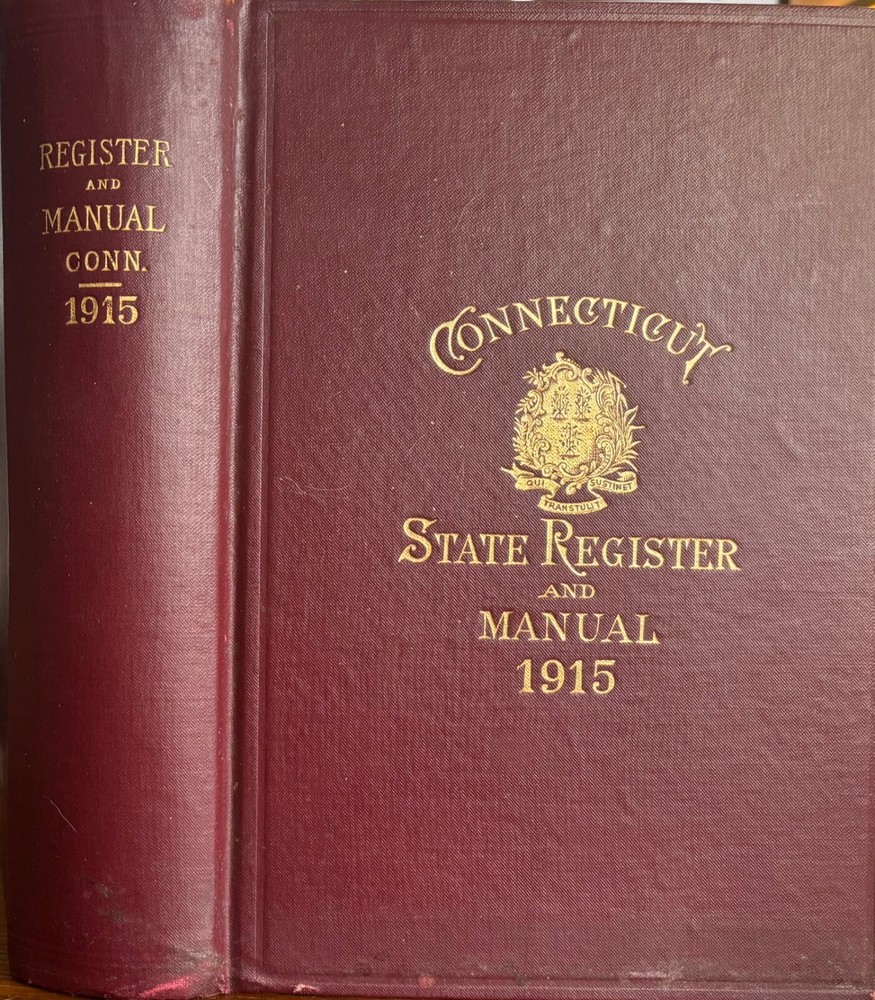 REGISTER
AND
MANUAL
CONN.
1915
CONNECTICUT
QUI SUSTINET
TRANSTULIT
STATE REGISTER
AND
MANUAL
1915